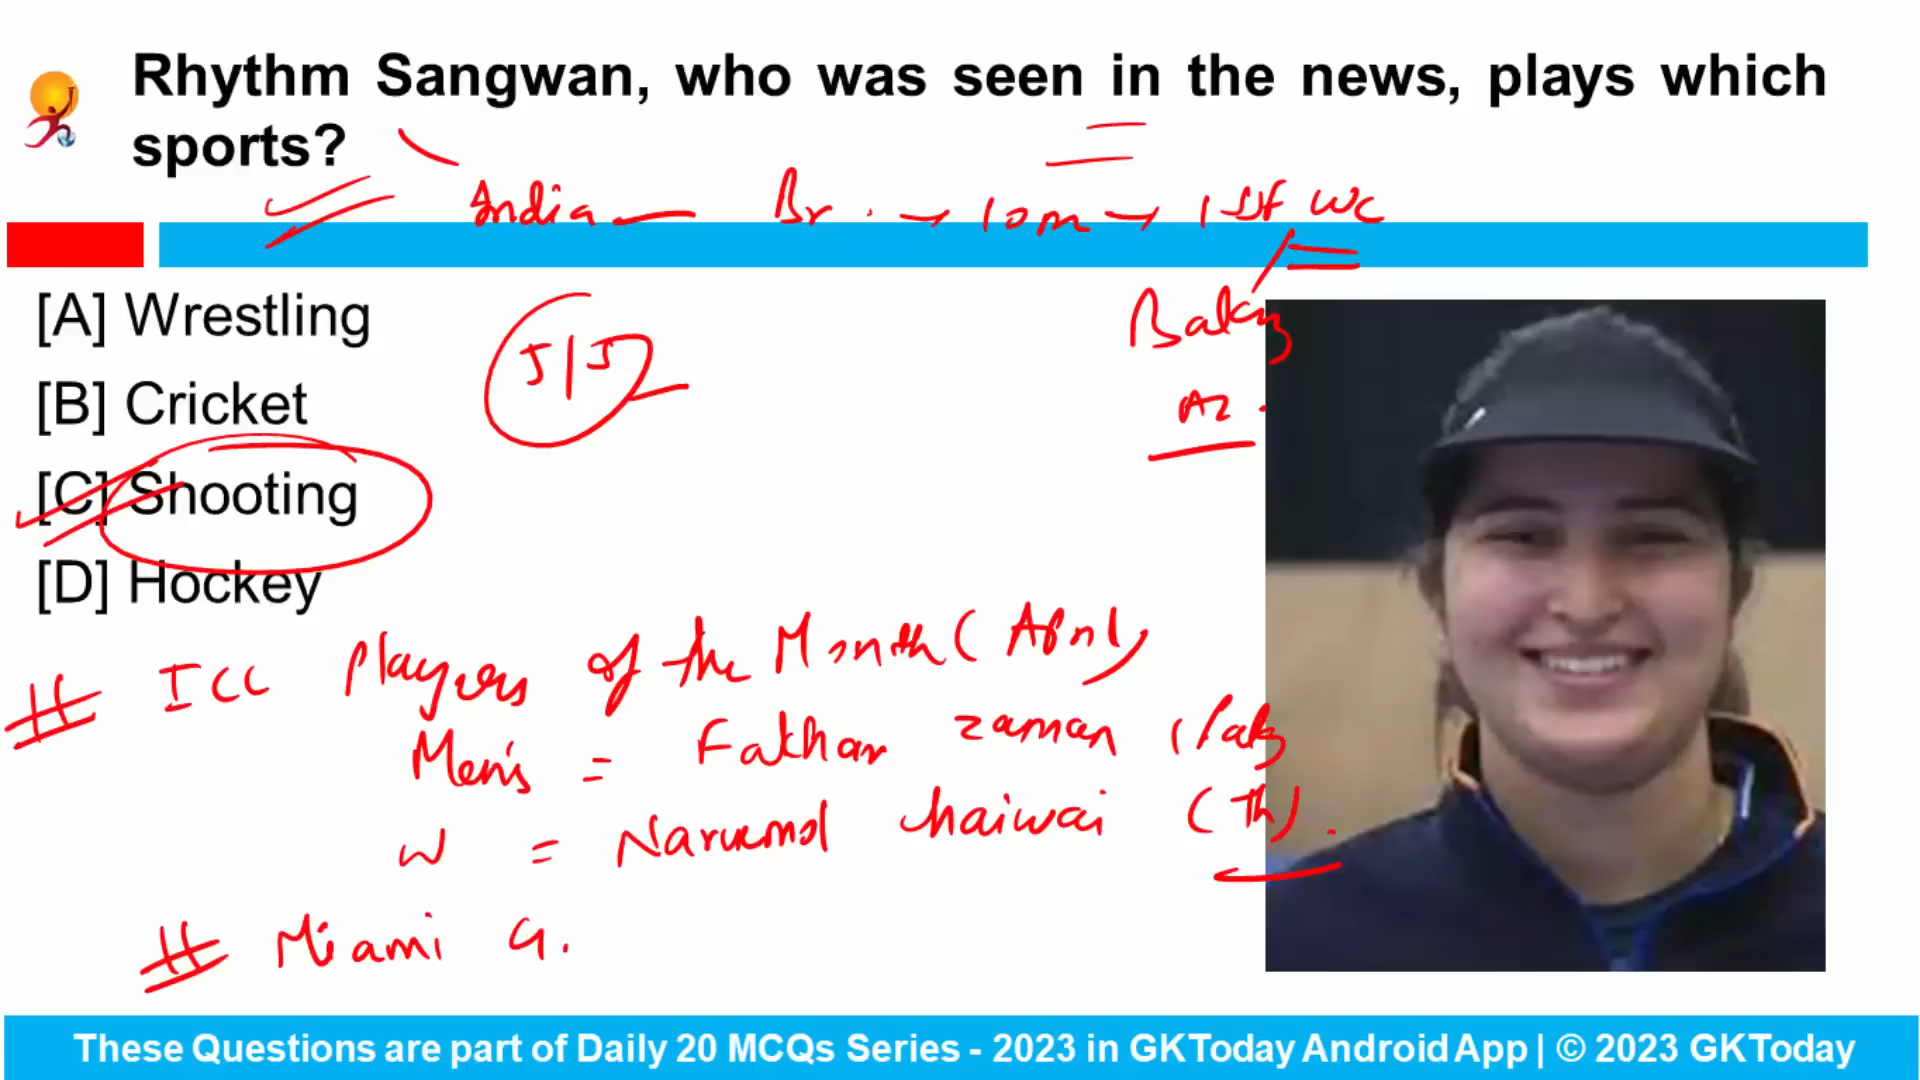 Rhythm Sangwan, who was seen in the news, plays which
sports?
India — Br. → 10m → ISSF WC
Baku
AZ.
[A] Wrestling
5/5
[B] Cricket
[C] Shooting
[D] Hockey
# ICC Players of the Month (April)
Men's = Fakhar Zaman (Pak)
W = Naruemol Chaiwai (Th).
# Miami G.
These Questions are part of Daily 20 MCQs Series - 2023 in GKToday Android App | © 2023 GKToday